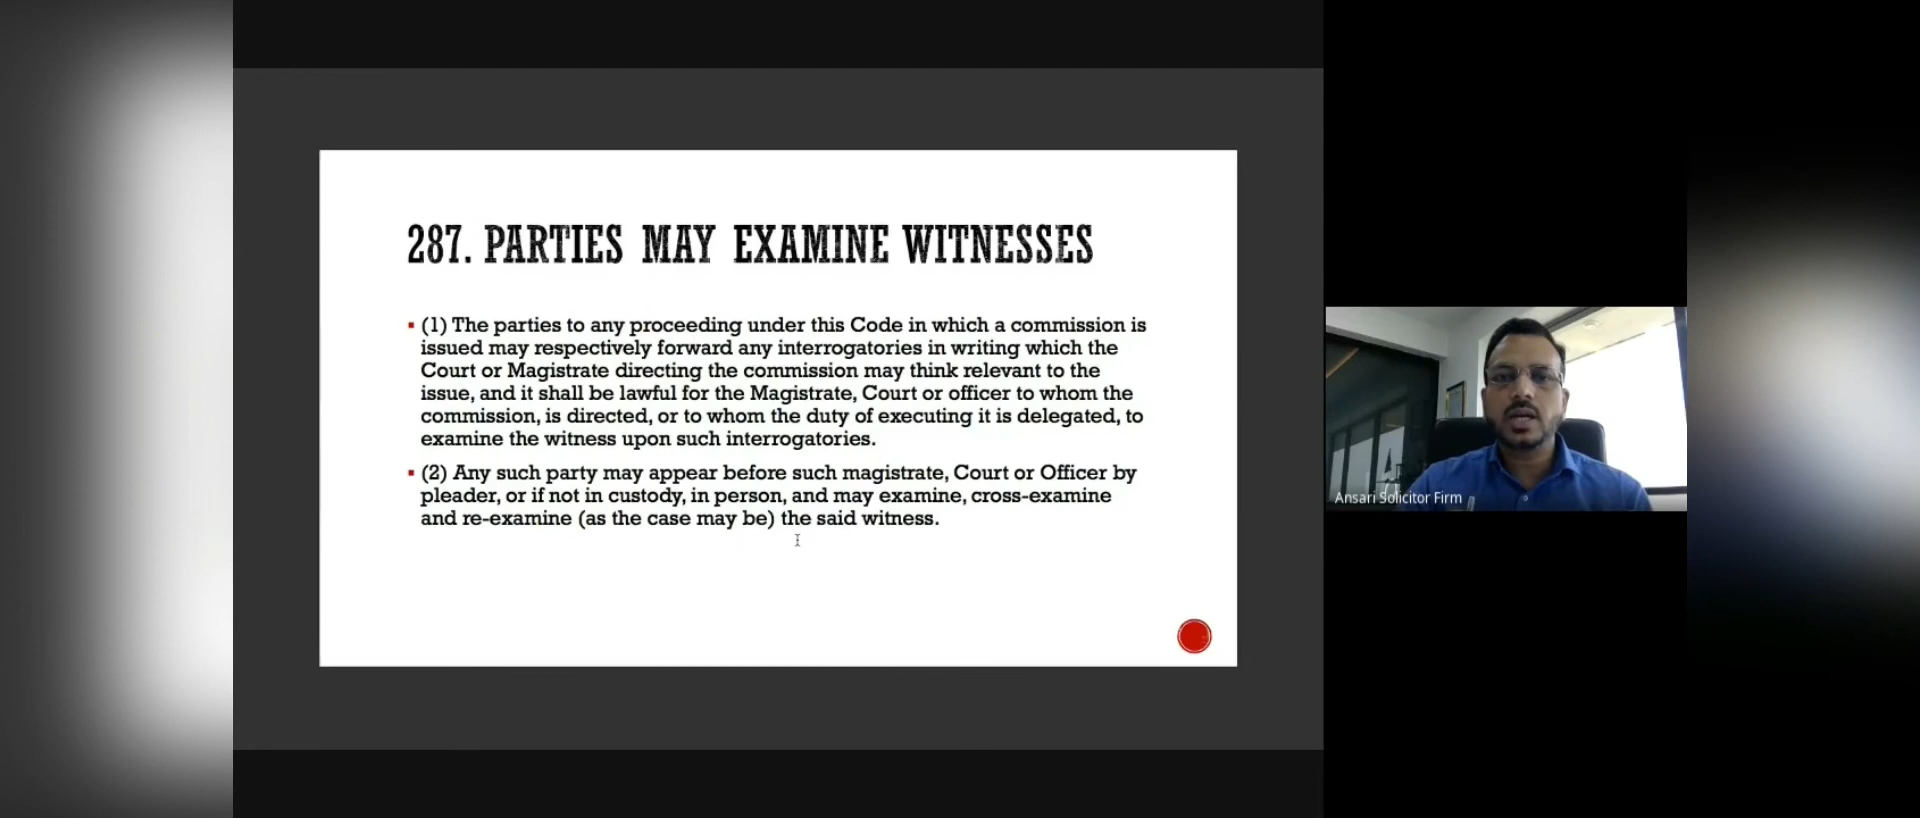 287. PARTIES MAY EXAMINE WITNESSES
(1) The parties to any proceeding under this Code in which a commission is
issued may respectively forward any interrogatories in writing which the
Court or Magistrate directing the commission may think relevant to the
issue, and it shall be lawful for the Magistrate, Court or officer to whom the
commission, is directed, or to whom the duty of executing it is delegated, to
examine the witness upon such interrogatories.
(2) Any such party may appear before such magistrate, Court or Officer by
pleader, or if not in custody, in person, and may examine, cross-examine
and re-examine (as the case may be) the said witness.
Ansari Solicitor Firm